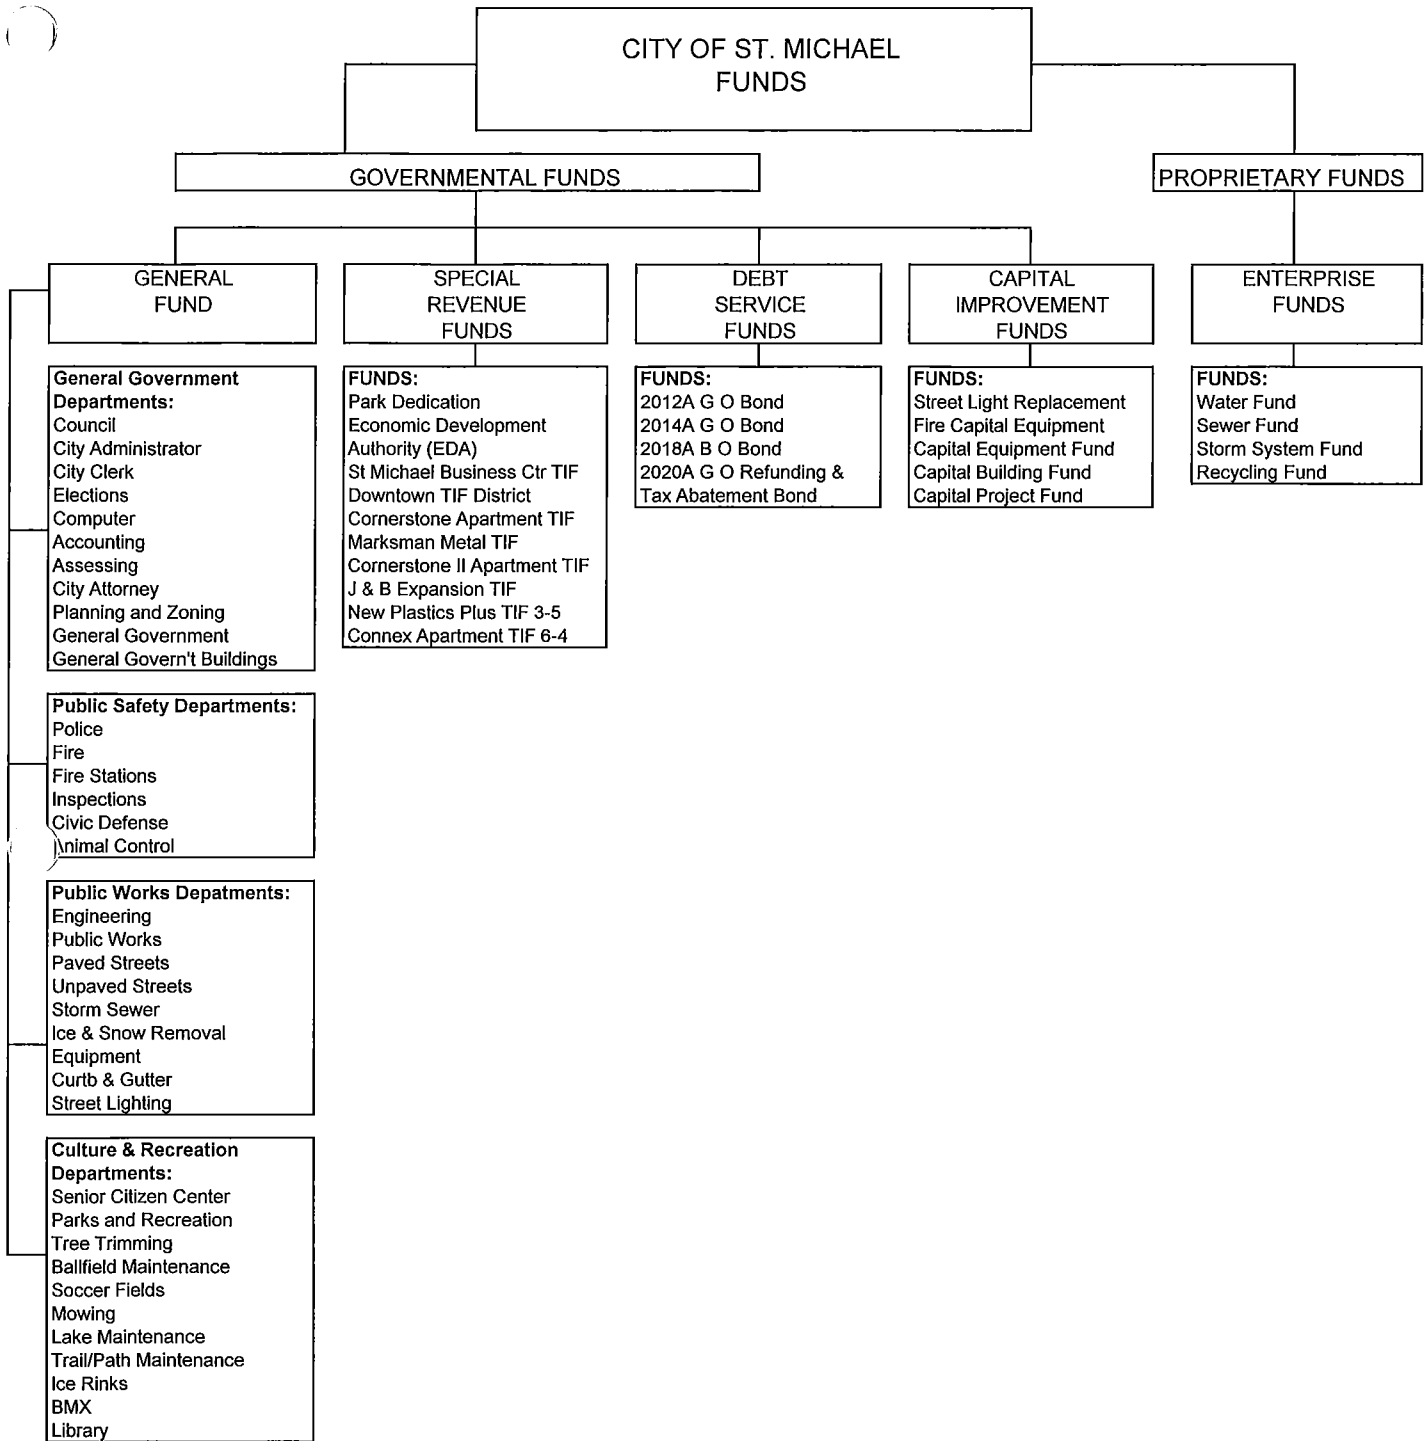 CITY OF ST. MICHAEL
FUNDS
GOVERNMENTAL FUNDS
PROPRIETARY FUNDS
GENERAL
FUND
SPECIAL
REVENUE
FUNDS
DEBT
SERVICE
FUNDS
CAPITAL
IMPROVEMENT
FUNDS
ENTERPRISE
FUNDS
General Government
Departments:
Council
City Administrator
City Clerk
Elections
Computer
Accounting
Assessing
City Attorney
Planning and Zoning
General Government
General Govern't Buildings
FUNDS:
Park Dedication
Economic Development
Authority (EDA)
St Michael Business Ctr TIF
Downtown TIF District
Cornerstone Apartment TIF
Marksman Metal TIF
Cornerstone II Apartment TIF
J & B Expansion TIF
New Plastics Plus TIF 3-5
Connex Apartment TIF 6-4
FUNDS:
2012A G O Bond
2014A G O Bond
2018A B O Bond
2020A G O Refunding &
Tax Abatement Bond
FUNDS:
Street Light Replacement
Fire Capital Equipment
Capital Equipment Fund
Capital Building Fund
Capital Project Fund
FUNDS:
Water Fund
Sewer Fund
Storm System Fund
Recycling Fund
Public Safety Departments:
Police
Fire
Fire Stations
Inspections
Civic Defense
Animal Control
Public Works Depatments:
Engineering
Public Works
Paved Streets
Unpaved Streets
Storm Sewer
Ice & Snow Removal
Equipment
Curtb & Gutter
Street Lighting
Culture & Recreation
Departments:
Senior Citizen Center
Parks and Recreation
Tree Trimming
Ballfield Maintenance
Soccer Fields
Mowing
Lake Maintenance
Trail/Path Maintenance
Ice Rinks
BMX
Library